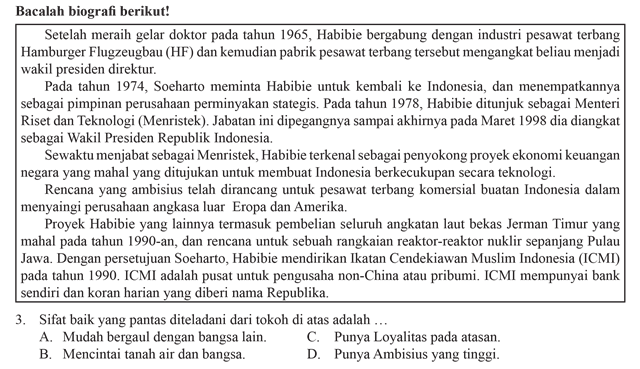 Bacalah biografi berikut!
Setelah meraih gelar doktor pada tahun 1965, Habibie bergabung dengan industri pesawat terbang
Hamburger Flugzeugbau (HF) dan kemudian pabrik pesawat terbang tersebut mengangkat beliau menjadi
wakil presiden direktur.
Pada tahun 1974, Soeharto meminta Habibie untuk kembali ke Indonesia, dan menempatkannya
sebagai pimpinan perusahaan perminyakan stategis. Pada tahun 1978, Habibie ditunjuk sebagai Menteri
Riset dan Teknologi (Menristek). Jabatan ini dipegangnya sampai akhirnya pada Maret 1998 dia diangkat
sebagai Wakil Presiden Republik Indonesia.
Sewaktu menjabat sebagai Menristek, Habibie terkenal sebagai penyokong proyek ekonomi keuangan
negara yang mahal yang ditujukan untuk membuat Indonesia berkecukupan secara teknologi.
Rencana yang ambisius telah dirancang untuk pesawat terbang komersial buatan Indonesia dalam
menyaingi perusahaan angkasa luar Eropa dan Amerika.
Proyek Habibie yang lainnya termasuk pembelian seluruh angkatan laut bekas Jerman Timur yang
mahal pada tahun 1990-an, dan rencana untuk sebuah rangkaian reaktor-reaktor nuklir sepanjang Pulau
Jawa. Dengan persetujuan Soeharto, Habibie mendirikan Ikatan Cendekiawan Muslim Indonesia (ICMI)
pada tahun 1990. ICMI adalah pusat untuk pengusaha non-China atau pribumi. ICMI mempunyai bank
sendiri dan koran harian yang diberi nama Republika.
3. Sifat baik yang pantas diteladani dari tokoh di atas adalah …
A. Mudah bergaul dengan bangsa lain. C. Punya Loyalitas pada atasan.
B. Mencintai tanah air dan bangsa. D. Punya Ambisius yang tinggi.